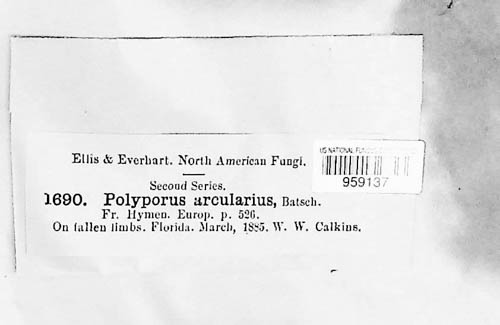 Ellis & Everhart. North American Fungi.
US NATIONAL FUNGUS
959137
Second Series.
1690. Polyporus arcularius, Batsch.
Fr. Hymen. Europ. p. 526.
On fallen limbs. Florida. March, 1885. W. W. Calkins.